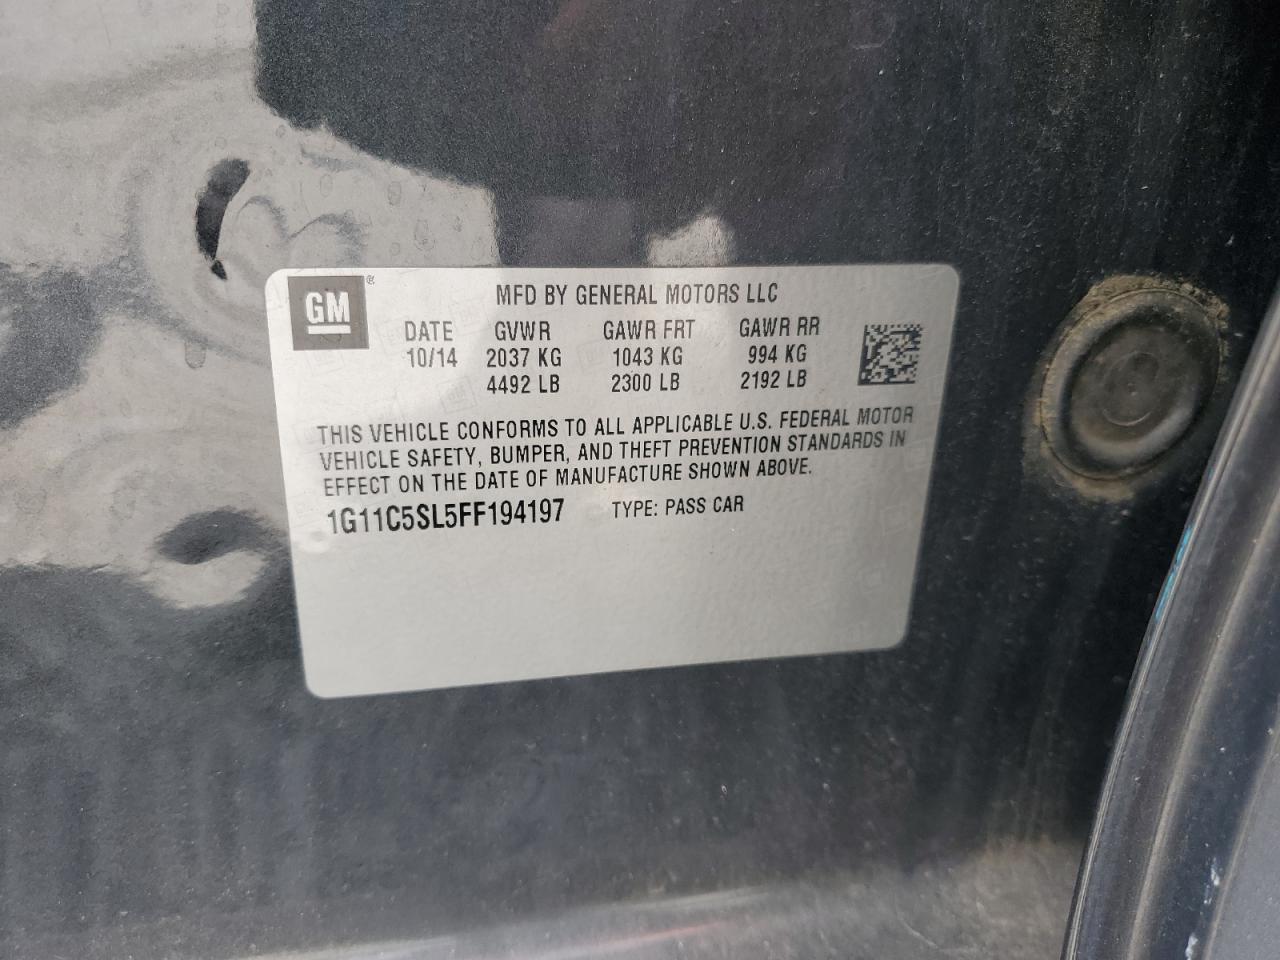 GM ®
MFD BY GENERAL MOTORS LLC
DATE GVWR GAWR FRT GAWR RR
10/14 2037 KG 1043 KG 994 KG
4492 LB 2300 LB 2192 LB
THIS VEHICLE CONFORMS TO ALL APPLICABLE U.S. FEDERAL MOTOR
VEHICLE SAFETY, BUMPER, AND THEFT PREVENTION STANDARDS IN
EFFECT ON THE DATE OF MANUFACTURE SHOWN ABOVE.
1G11C5SL5FF194197 TYPE: PASS CAR